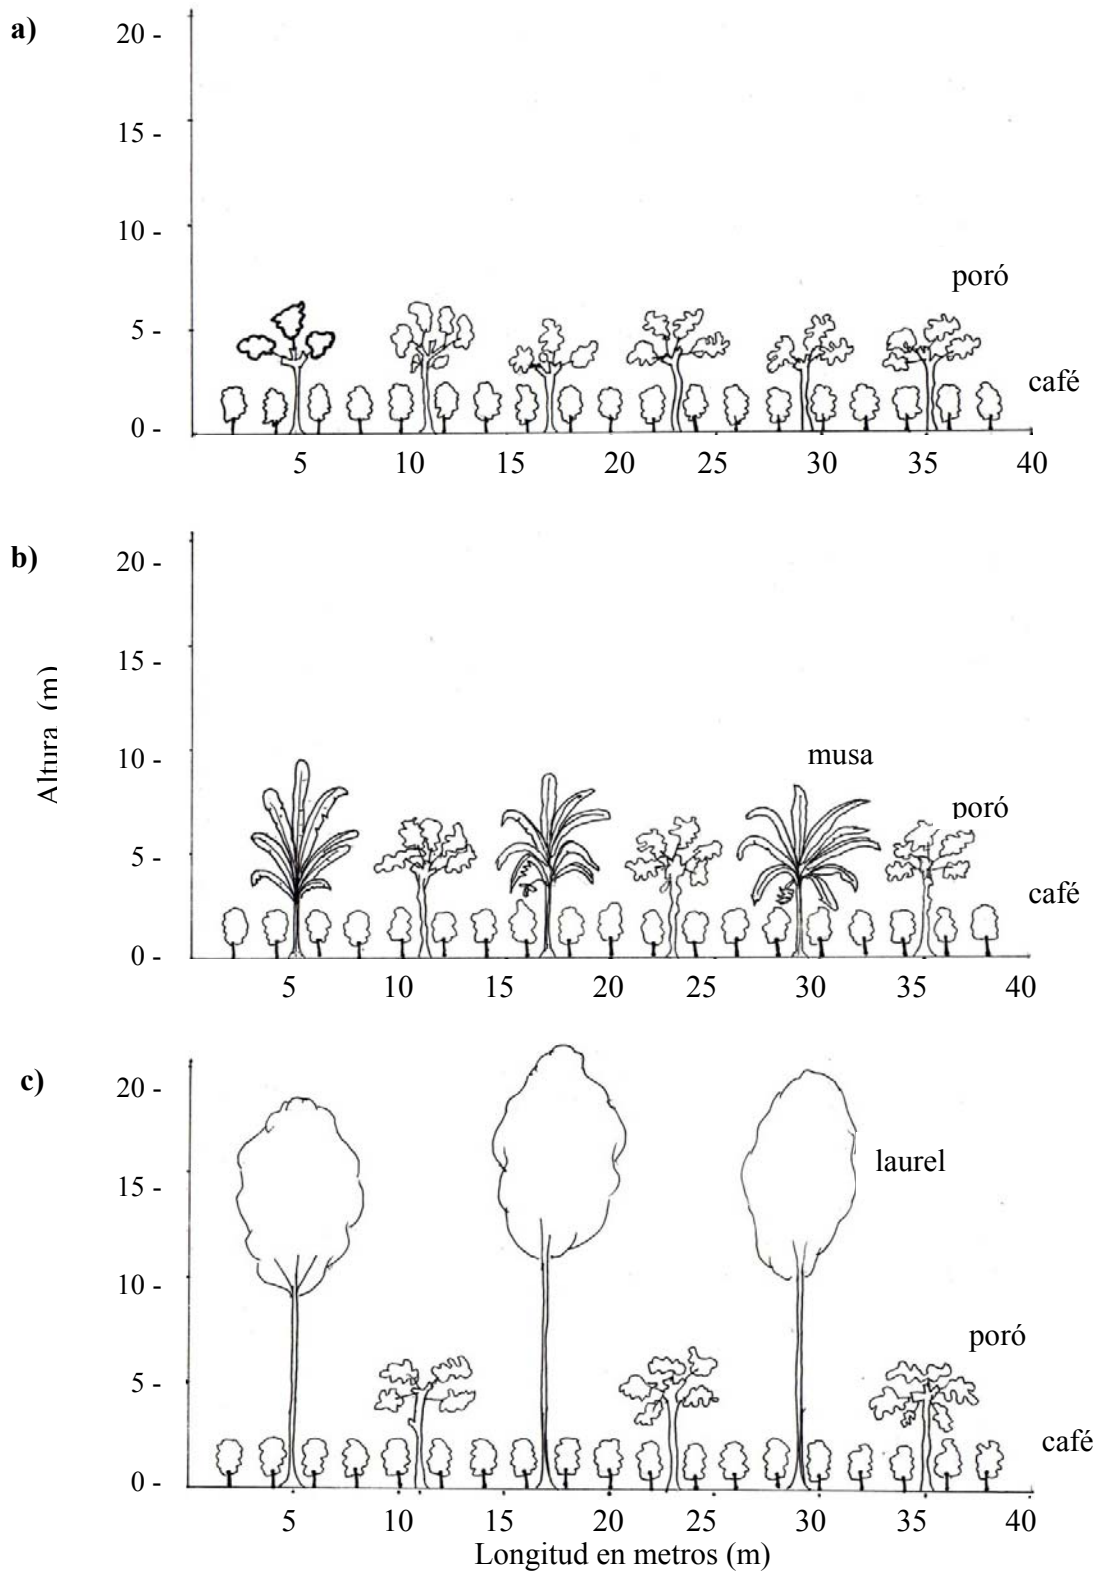 a)
20 -
15 -
10 -
poró
5 -
café
0 -
5 10 15 20 25 30 35 40
b)
20 -
15 -
Altura (m)
10 -
musa
poró
5 -
café
0 -
5 10 15 20 25 30 35 40
c)
20 -
laurel
15 -
10 -
poró
5 -
café
0 -
5 10 15 20 25 30 35 40
Longitud en metros (m)